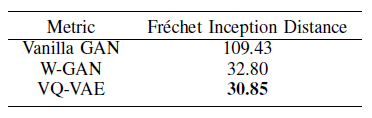 Metric Fréchet Inception Distance
Vanilla GAN 109.43
W-GAN 32.80
VQ-VAE 30.85